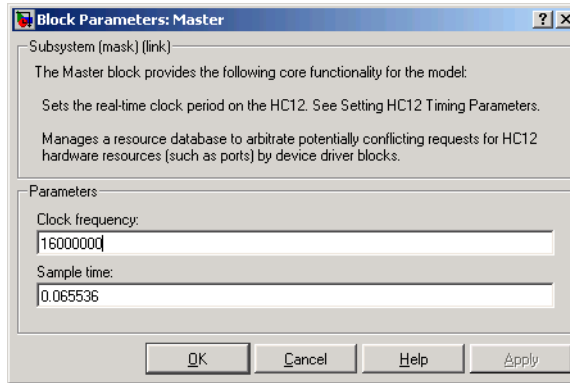 Block Parameters: Master
Subsystem (mask) (link)
The Master block provides the following core functionality for the model:
Sets the real-time clock period on the HC12. See Setting HC12 Timing Parameters.
Manages a resource database to arbitrate potentially conflicting requests for HC12
hardware resources (such as ports) by device driver blocks.
Parameters
Clock frequency:
16000000
Sample time:
0.065536
OK Cancel Help Apply